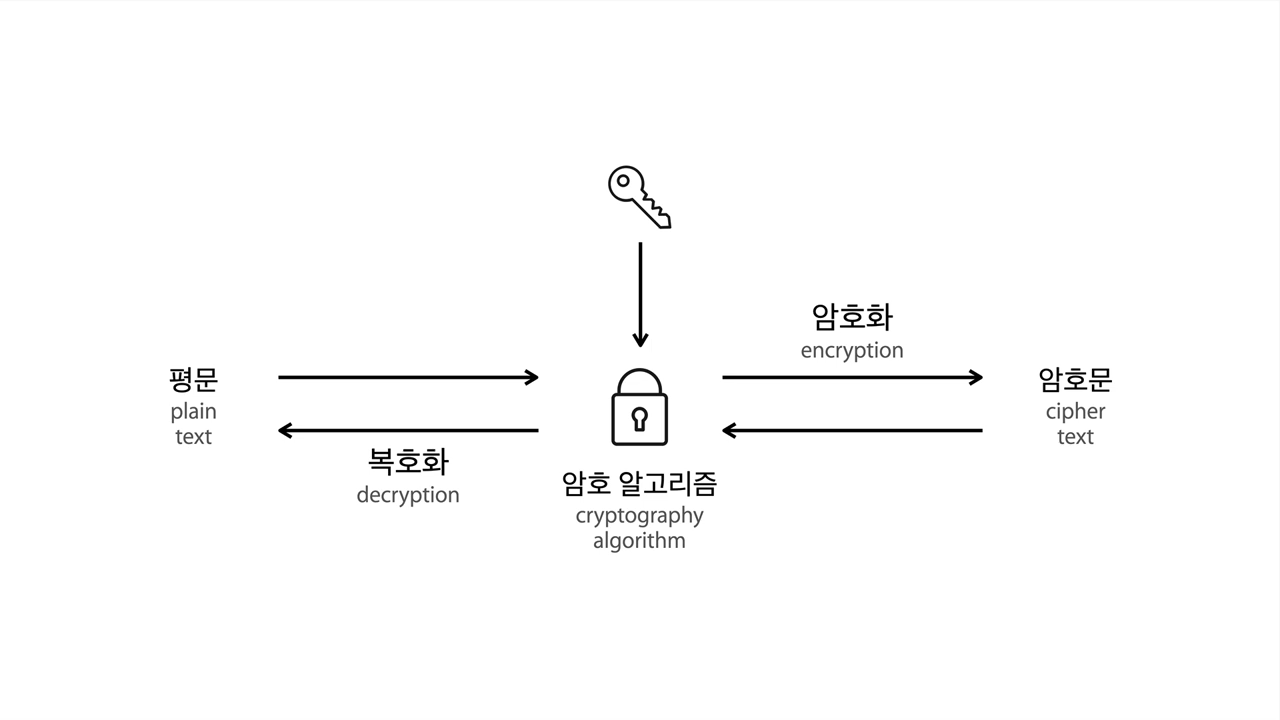 암호화
encryption
평문
plain
text
암호문
cipher
text
복호화
decryption
암호 알고리즘
cryptography
algorithm